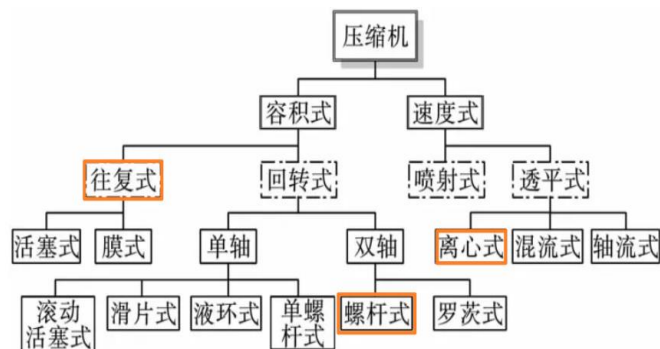 压缩机
容积式
速度式
往复式
回转式
喷射式
透平式
活塞式
膜式
单轴
双轴
离心式
混流式
轴流式
滚动
活塞式
滑片式
液环式
单螺
杆式
螺杆式
罗茨式